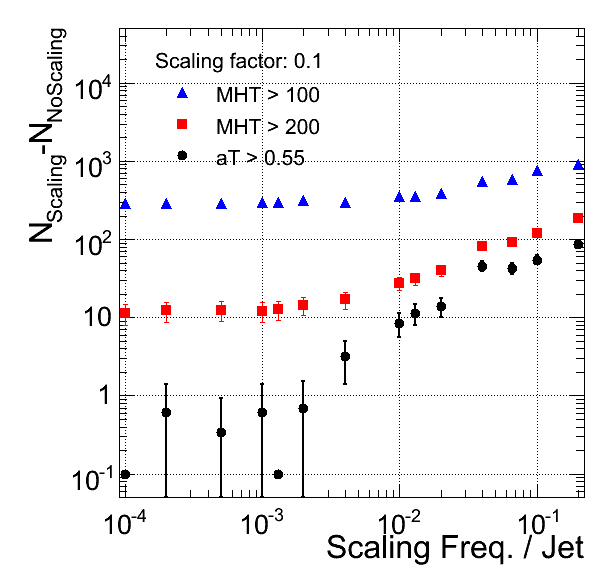 N_Scaling-N_NoScaling
Scaling factor: 0.1
MHT > 100
MHT > 200
aT > 0.55
10^4
10^3
10^2
10
1
10^-1
10^-4 10^-3 10^-2 10^-1
Scaling Freq. / Jet